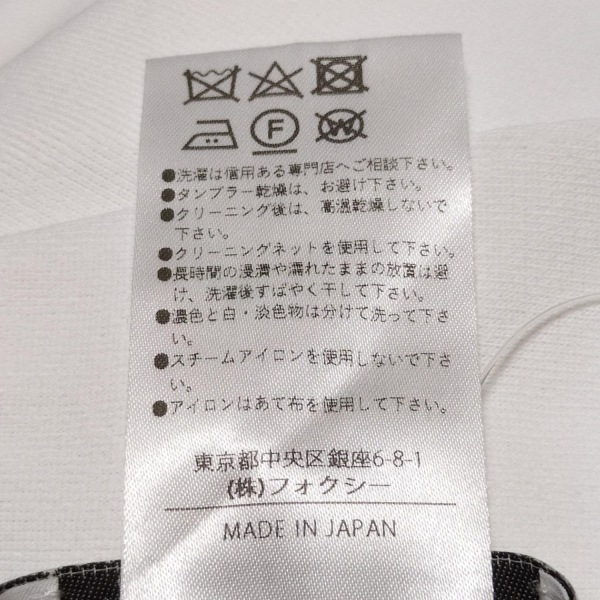 F W
●洗濯は信用ある専門店へご相談下さい。
●タンブラー乾燥は、お避け下さい。
●クリーニング後は、高温乾燥しないで
下さい。
●クリーニングネットを使用して下さい。
●長時間の浸漬や濡れたままの放置は避
け、洗濯後すばやく干して下さい。
●濃色と白・淡色物は分けて洗って下さ
い。
●スチームアイロンを使用しないで下さ
い。
●アイロンはあて布を使用して下さい。
東京都中央区銀座6-8-1
(株)フォクシー
MADE IN JAPAN